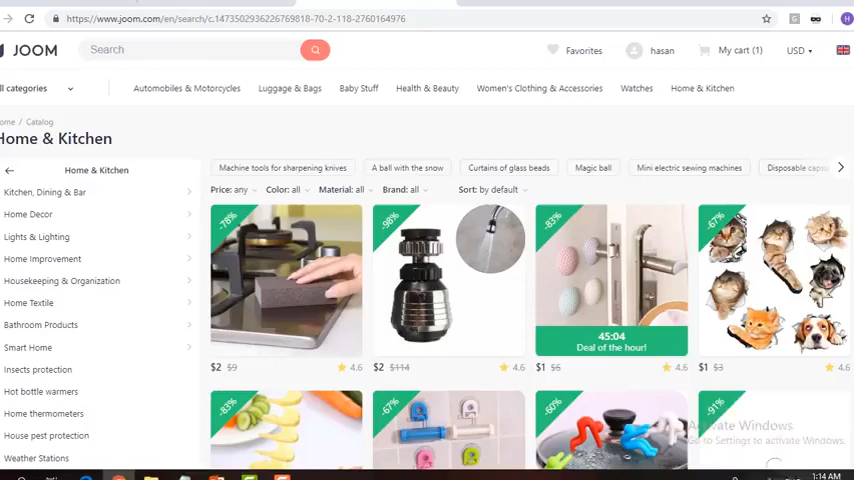 https://www.joom.com/en/search/c.1473502936226769818-70-2-118-2760164976
JOOM
Search
Favorites
hasan
My cart (1)
USD
ll categories
Automobiles & Motorcycles
Luggage & Bags
Baby Stuff
Health & Beauty
Women's Clothing & Accessories
Watches
Home & Kitchen
ome / Catalog
Home & Kitchen
Home & Kitchen
Kitchen, Dining & Bar
Home Decor
Lights & Lighting
Home Improvement
Housekeeping & Organization
Home Textile
Bathroom Products
Smart Home
Insects protection
Hot bottle warmers
Home thermometers
House pest protection
Weather Stations
Machine tools for sharpening knives
A ball with the snow
Curtains of glass beads
Magic ball
Mini electric sewing machines
Disposable capsu
Price: any
Color: all
Material: all
Brand: all
Sort: by default
-78%
$2 $9
4.6
-98%
$2 $114
4.6
-83%
45:04
Deal of the hour!
$1 $6
4.6
-67%
$1 $3
4.6
-83%
-67%
-60%
-91%
Activate Windows
Go to Settings to activate Windows.
1:14 AM